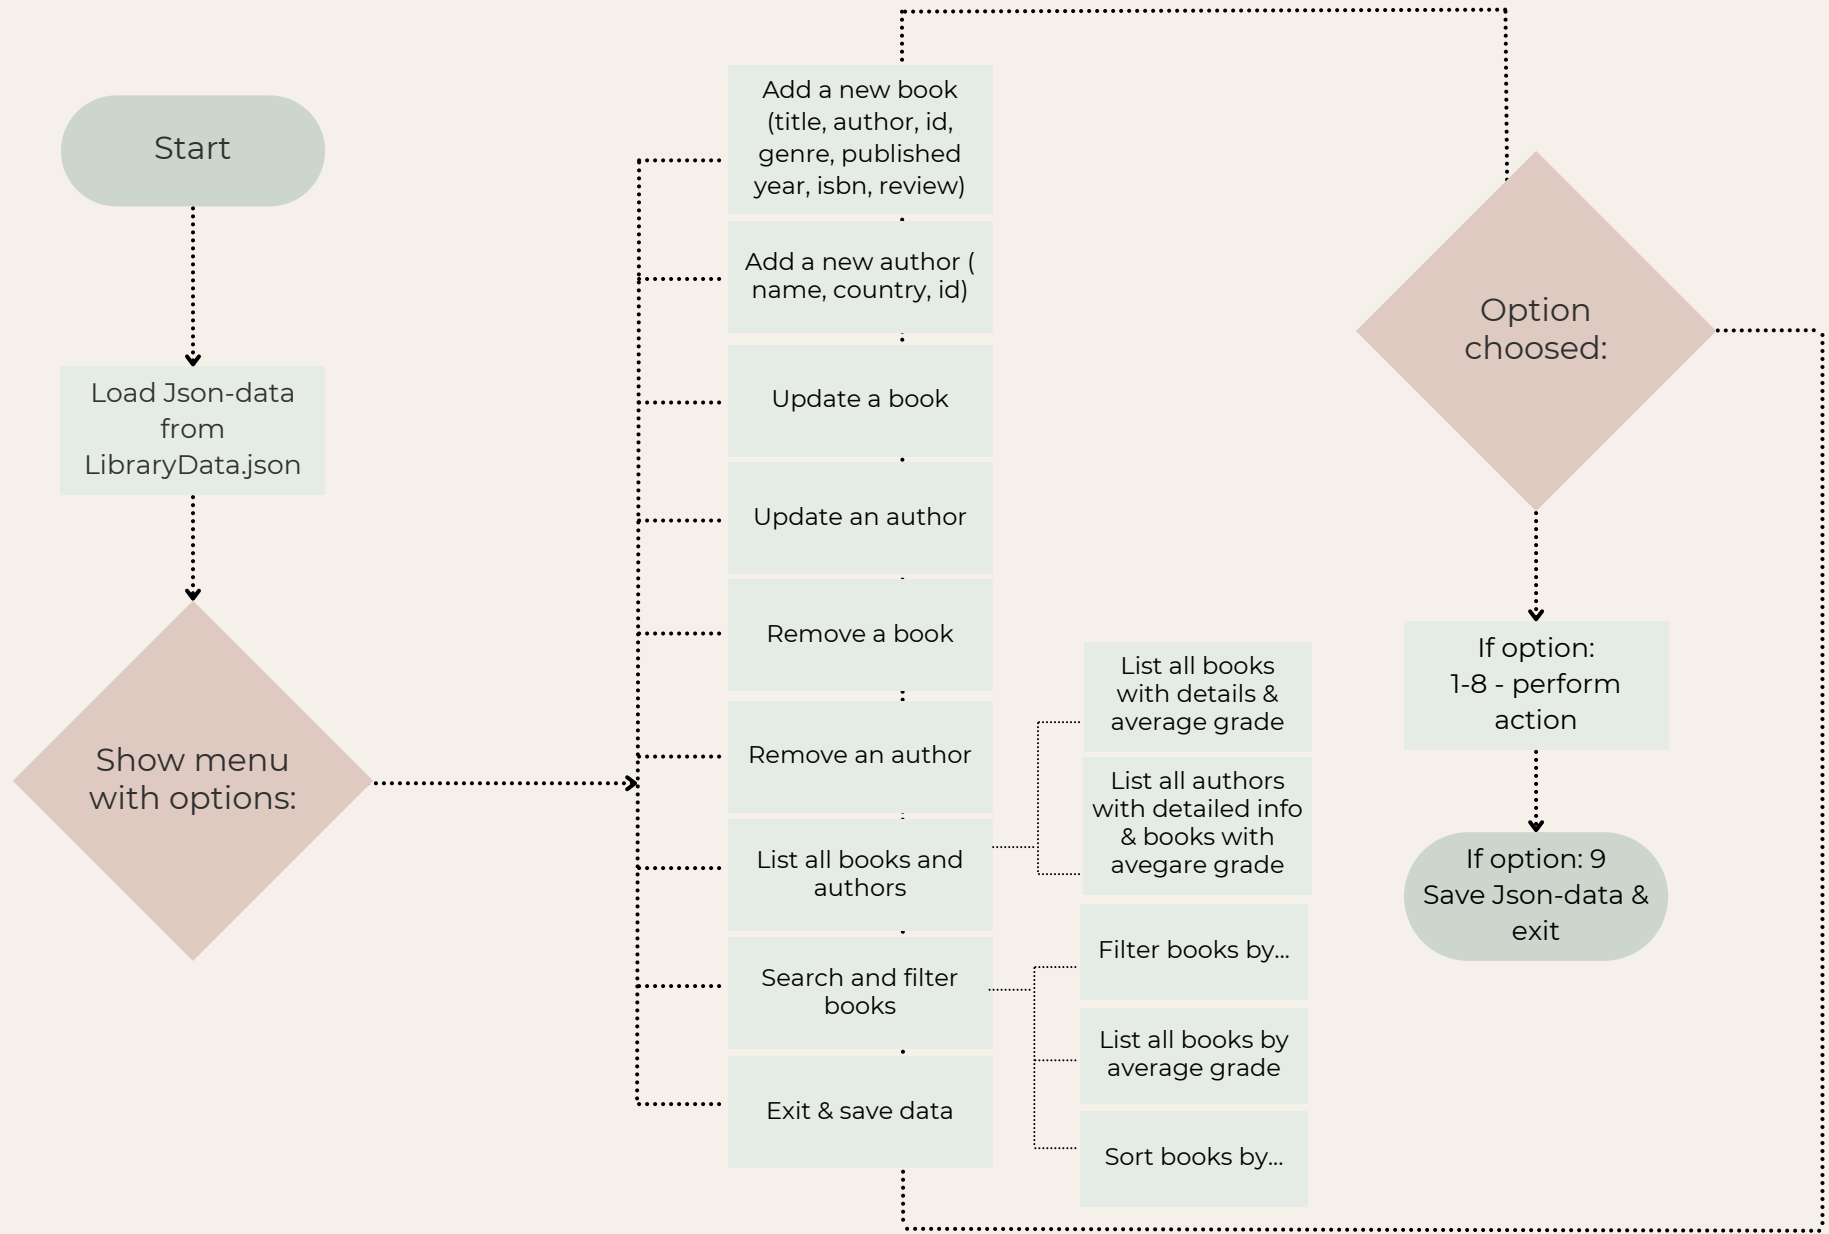 Start
Load Json-data
from
LibraryData.json
Show menu
with options:
Add a new book
(title, author, id,
genre, published
year, isbn, review)
Add a new author (
name, country, id)
Update a book
Update an author
Remove a book
Remove an author
List all books and
authors
Search and filter
books
Exit & save data
List all books
with details &
average grade
List all authors
with detailed info
& books with
avegare grade
Filter books by...
List all books by
average grade
Sort books by...
Option
choosed:
If option:
1-8 - perform
action
If option: 9
Save Json-data &
exit